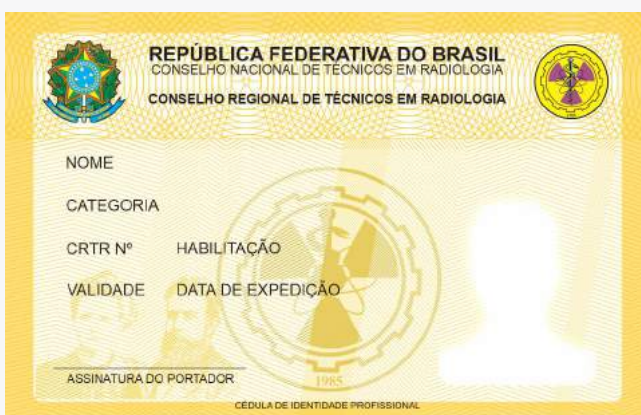 REPÚBLICA FEDERATIVA DO BRASIL
CONSELHO NACIONAL DE TÉCNICOS EM RADIOLOGIA
CONSELHO REGIONAL DE TÉCNICOS EM RADIOLOGIA
1985
NOME
CATEGORIA
CRTR Nº HABILITAÇÃO
VALIDADE DATA DE EXPEDIÇÃO
ASSINATURA DO PORTADOR
1985
CÉDULA DE IDENTIDADE PROFISSIONAL